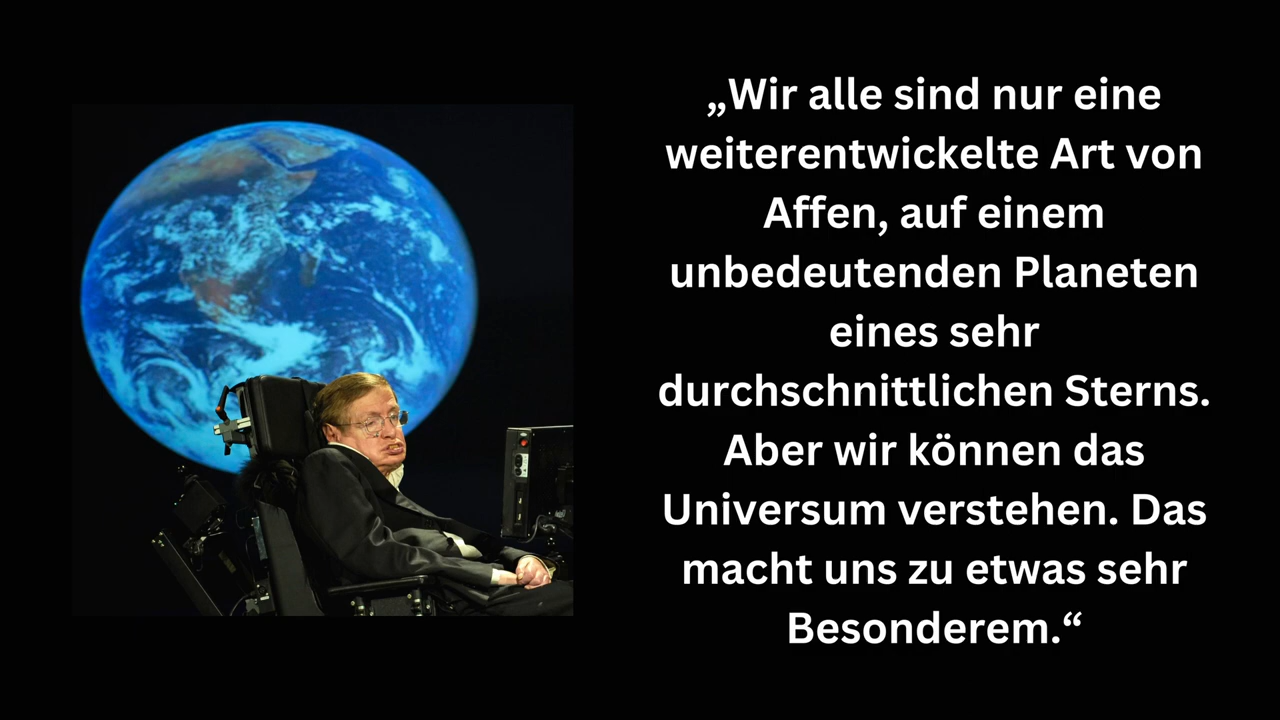 „Wir alle sind nur eine
weiterentwickelte Art von
Affen, auf einem
unbedeutenden Planeten
eines sehr
durchschnittlichen Sterns.
Aber wir können das
Universum verstehen. Das
macht uns zu etwas sehr
Besonderem.“